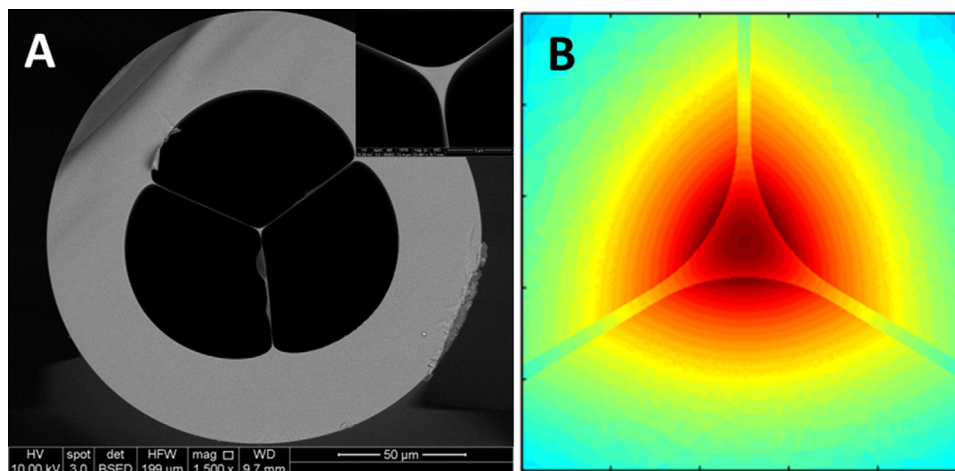 A
B
HV spot det HFW mag WD
10.00 kV 3.0 BSED 199 µm 1,500 x 9.7 mm
50 µm